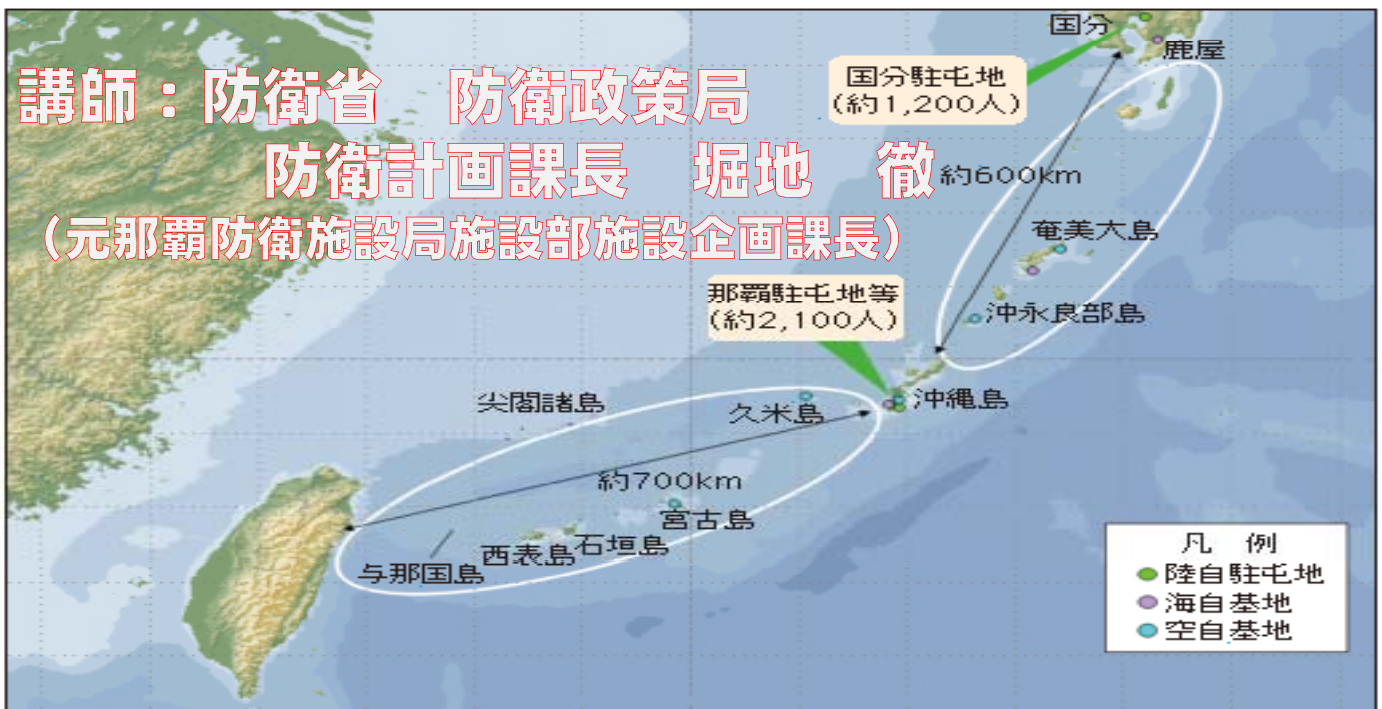 講師：防衛省　防衛政策局
防衛計画課長　堀地　徹
（元那覇防衛施設局施設部施設企画課長）
国分
鹿屋
国分駐屯地
(約1,200人)
約600km
奄美大島
沖永良部島
那覇駐屯地等
(約2,100人)
沖縄島
尖閣諸島
久米島
約700km
宮古島
石垣島
西表島
与那国島
凡　例
陸自駐屯地
海自基地
空自基地